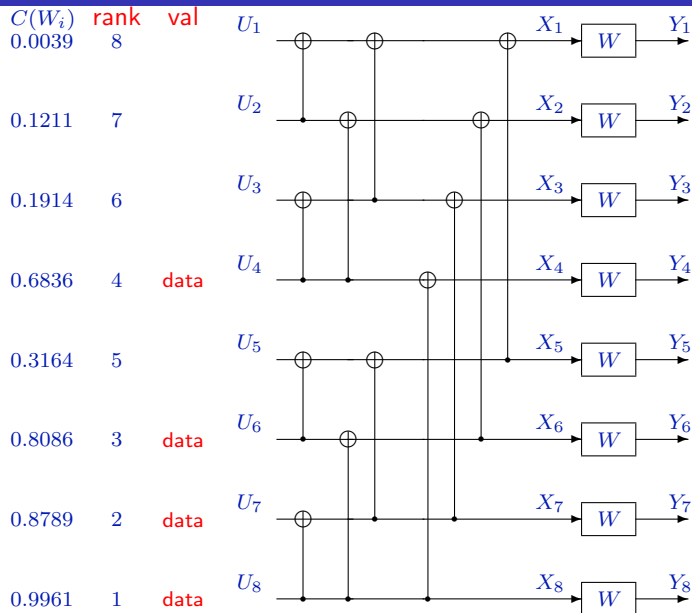 C(W_i) rank val
0.0039 8 U_1 X_1 W Y_1
0.1211 7 U_2 X_2 W Y_2
0.1914 6 U_3 X_3 W Y_3
0.6836 4 data U_4 X_4 W Y_4
0.3164 5 U_5 X_5 W Y_5
0.8086 3 data U_6 X_6 W Y_6
0.8789 2 data U_7 X_7 W Y_7
0.9961 1 data U_8 X_8 W Y_8